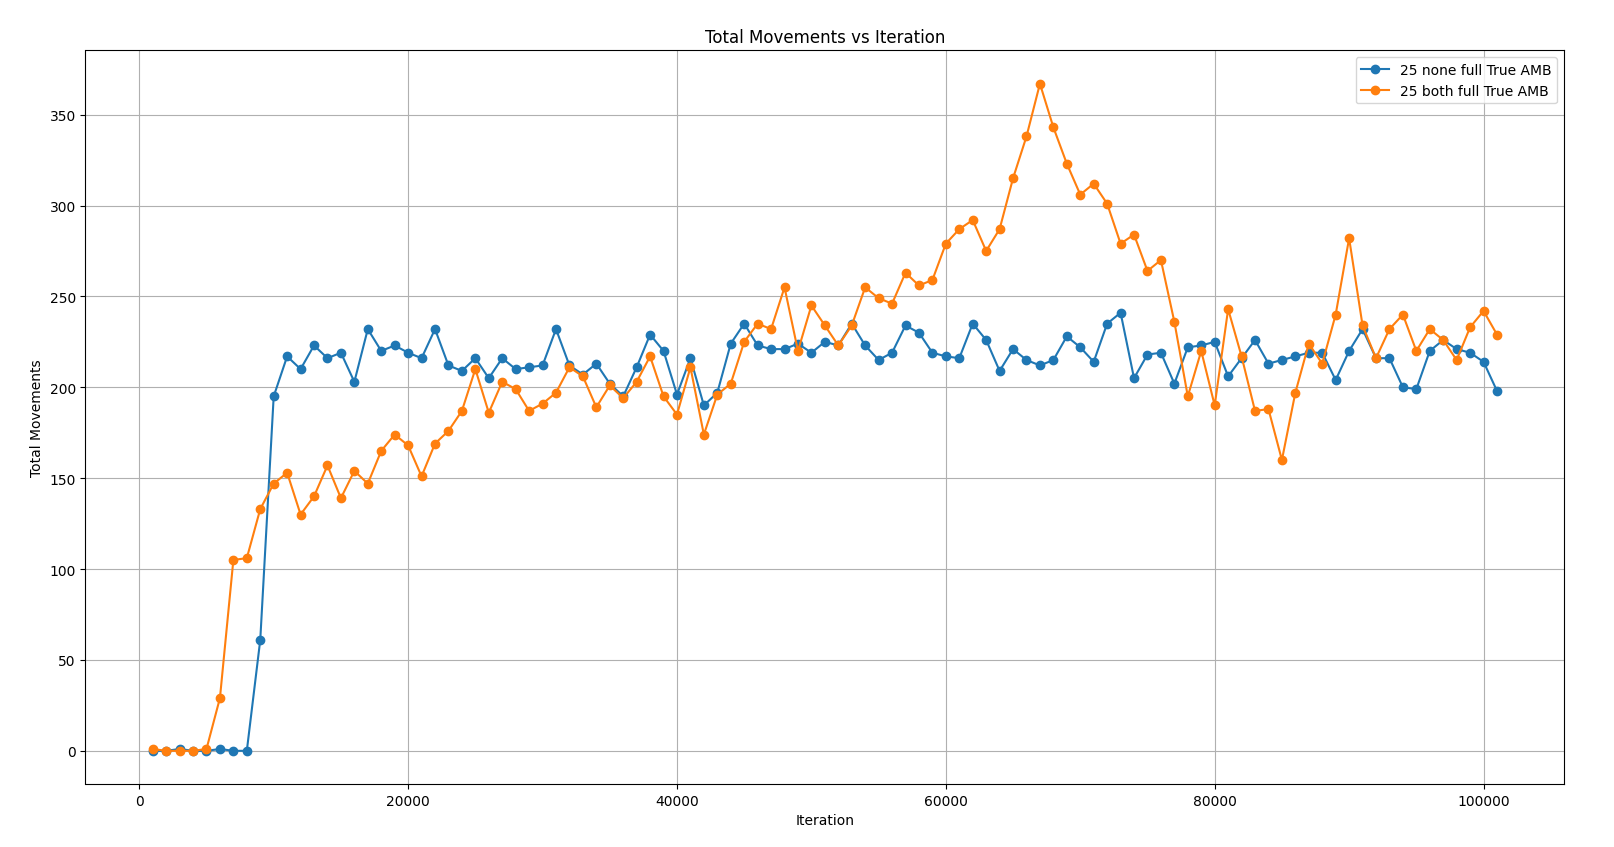 Total Movements vs Iteration
25 none full True AMB
25 both full True AMB
Total Movements
350
300
250
200
150
100
50
0
0 20000 40000 60000 80000 100000
Iteration